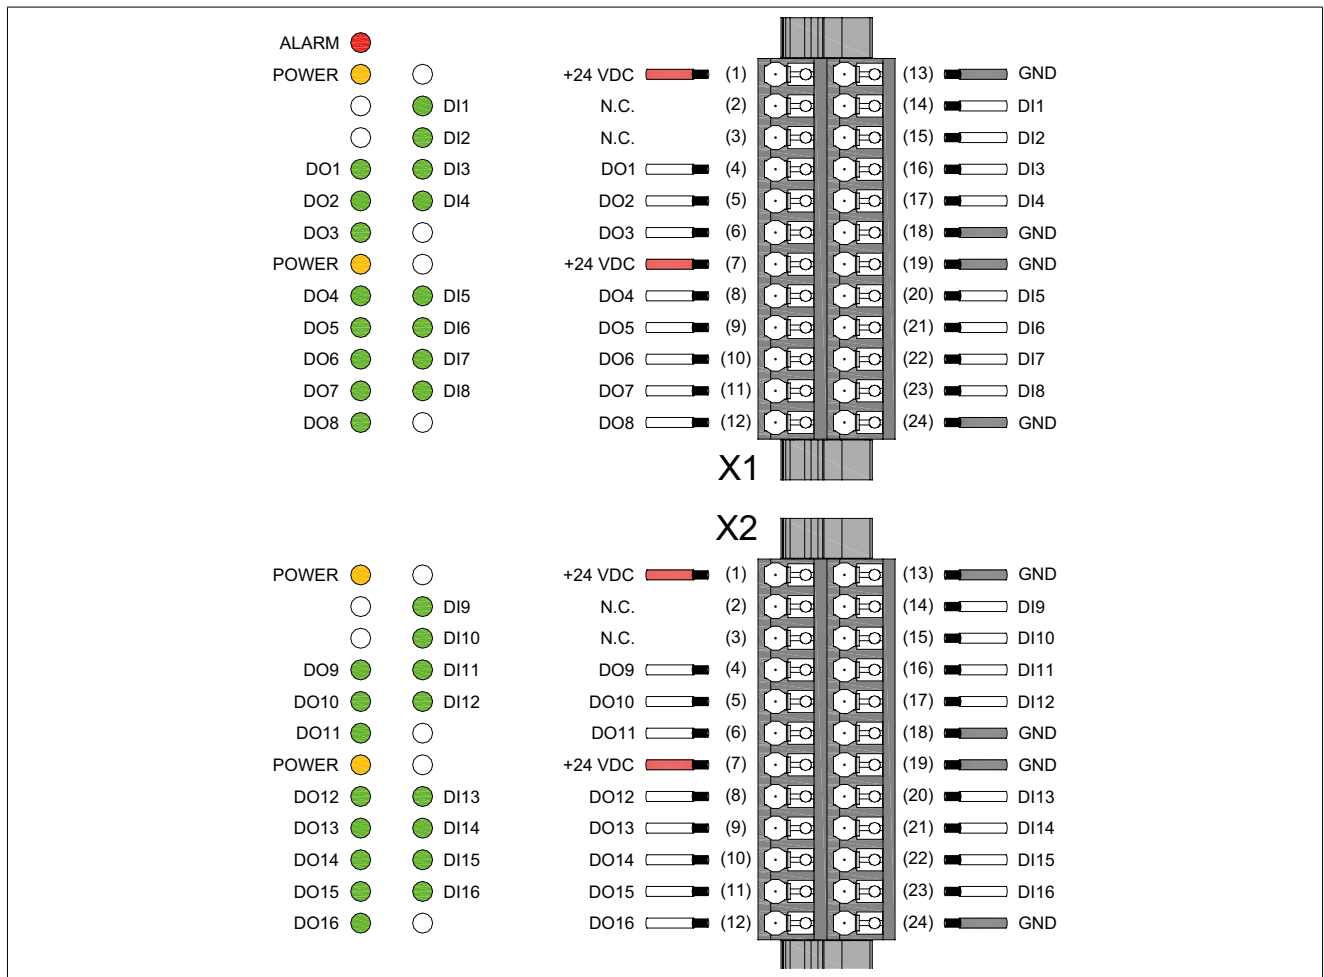 ALARM
POWER +24 VDC (1) (13) GND
DI1 N.C. (2) (14) DI1
DI2 N.C. (3) (15) DI2
DO1 DI3 DO1 (4) (16) DI3
DO2 DI4 DO2 (5) (17) DI4
DO3 DO3 (6) (18) GND
POWER +24 VDC (7) (19) GND
DO4 DI5 DO4 (8) (20) DI5
DO5 DI6 DO5 (9) (21) DI6
DO6 DI7 DO6 (10) (22) DI7
DO7 DI8 DO7 (11) (23) DI8
DO8 DO8 (12) (24) GND
X1
X2
POWER +24 VDC (1) (13) GND
DI9 N.C. (2) (14) DI9
DI10 N.C. (3) (15) DI10
DO9 DI11 DO9 (4) (16) DI11
DO10 DI12 DO10 (5) (17) DI12
DO11 DO11 (6) (18) GND
POWER +24 VDC (7) (19) GND
DO12 DI13 DO12 (8) (20) DI13
DO13 DI14 DO13 (9) (21) DI14
DO14 DI15 DO14 (10) (22) DI15
DO15 DI16 DO15 (11) (23) DI16
DO16 DO16 (12) (24) GND